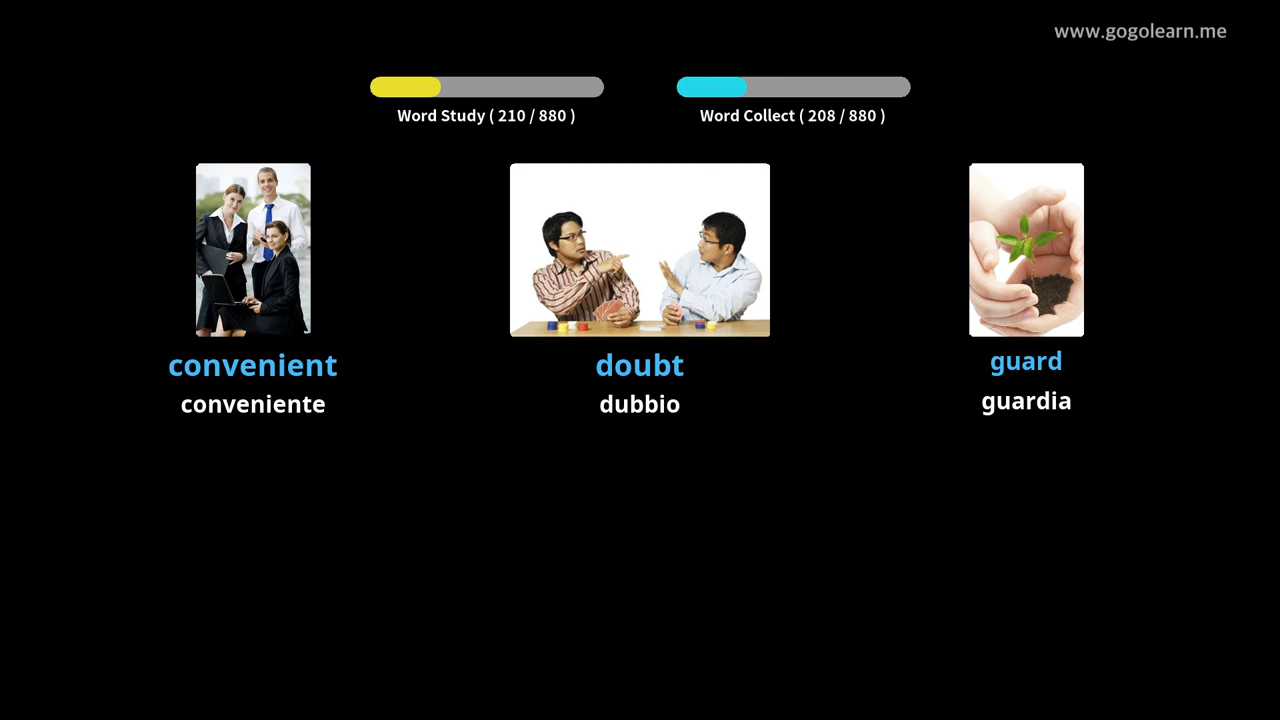 www.gogolearn.me
Word Study ( 210 / 880 )
Word Collect ( 208 / 880 )
convenient
conveniente
doubt
dubbio
guard
guardia